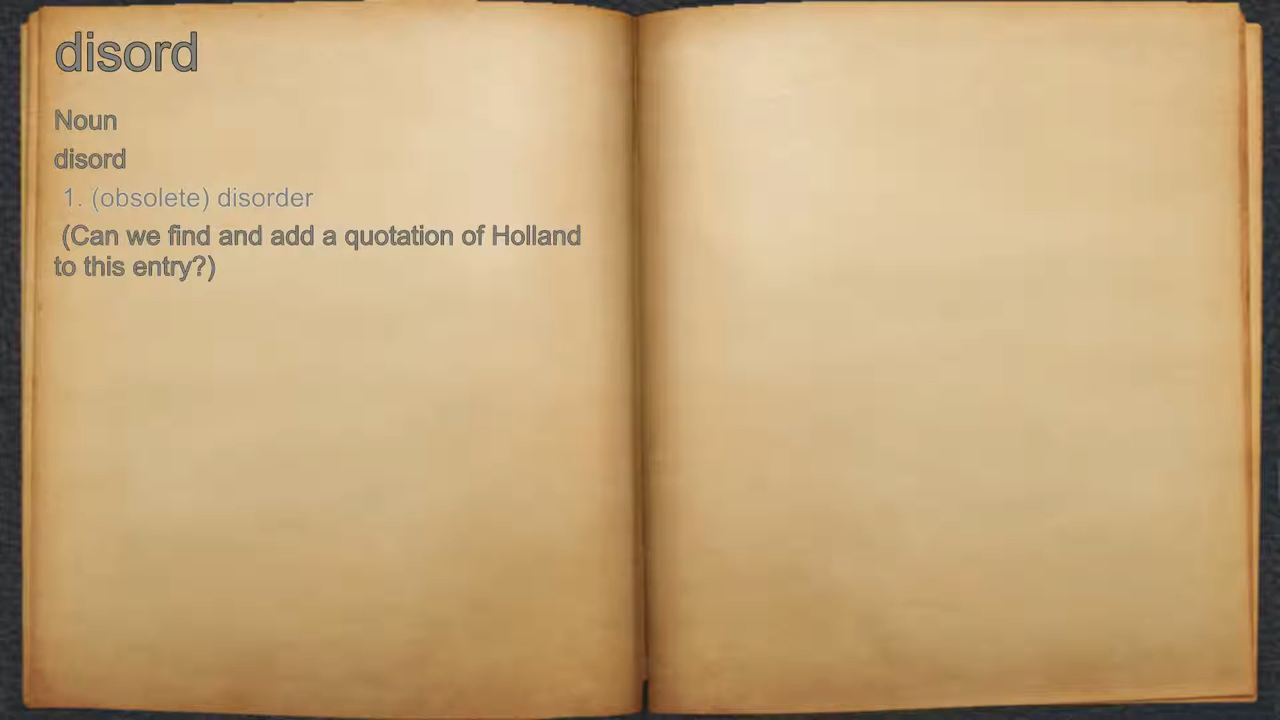 disord
Noun
disord
1. (obsolete) disorder
(Can we find and add a quotation of Holland
to this entry?)